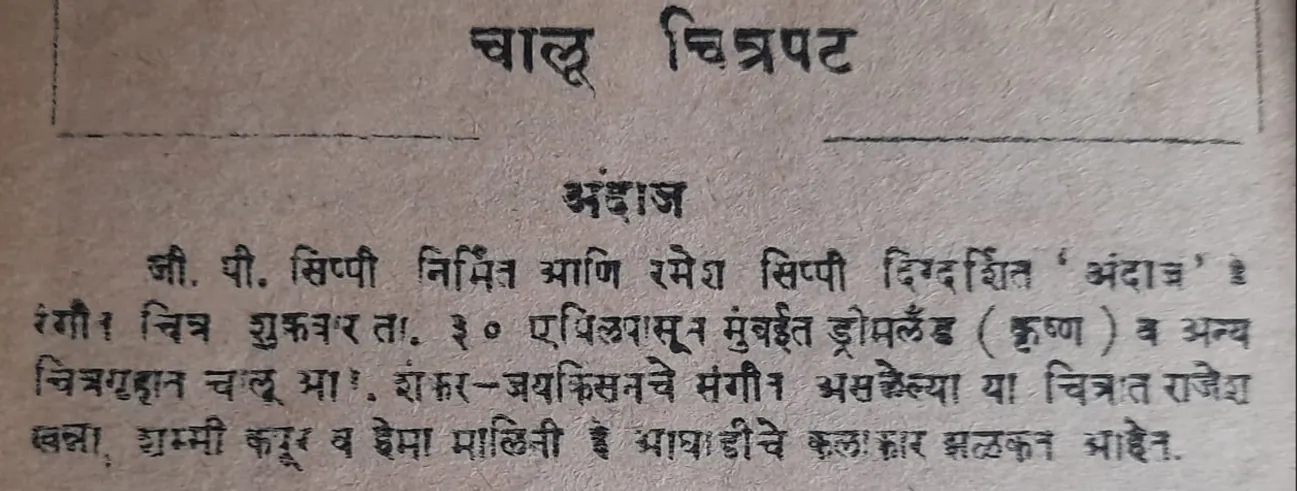 चालू चित्रपट
अंदाज
जी. पी. सिप्पी निर्मित आणि रमेश सिप्पी दिग्दर्शित ‘ अंदाज ’ हे
रंगीन चित्र शुक्रवार ता. ३० एप्रिलपासून मुंबईत ड्रीमलँड ( कृष्ण ) व अन्य
चित्रगृहात चालू आहे. शंकर-जयकिसनचे संगीत असलेल्या या चित्रात राजेश
खन्ना, शम्मी कपूर व हेमा मालिनी हे आघाडीचे कलाकार झळकत आहेत.